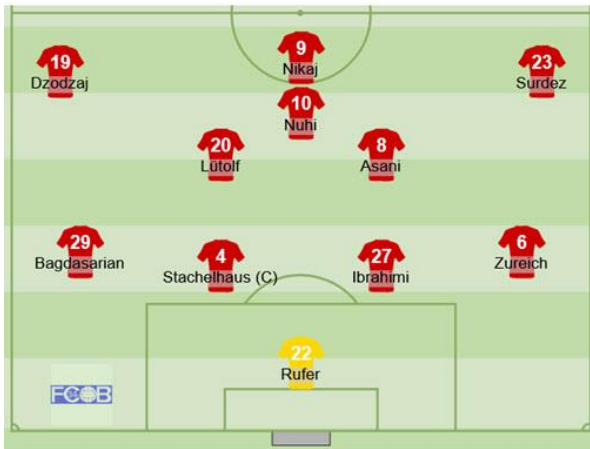 9
Nikaj
19
Dzodzaj
23
Surdez
10
Nuhi
20
Lütolf
8
Asani
29
Bagdasarian
4
Stachelhaus (C)
27
Ibrahimi
6
Zureich
22
Rufer
FCOB